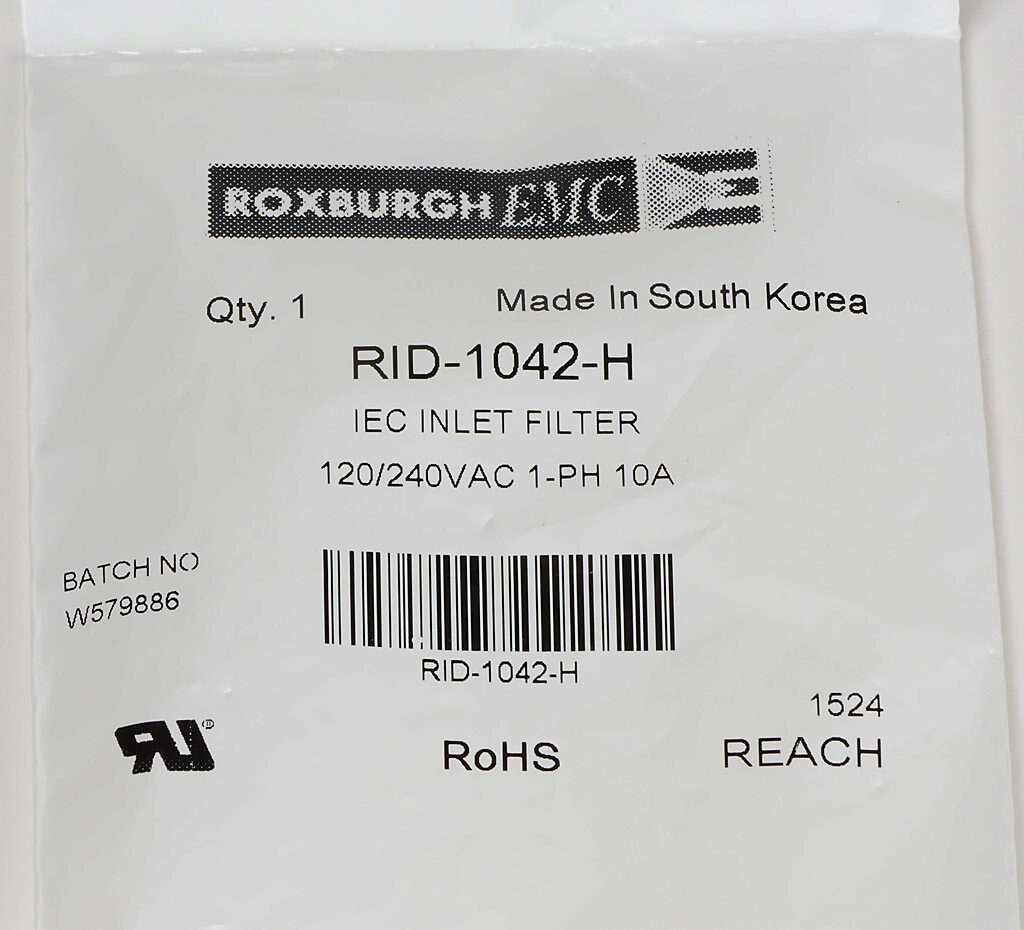 ROXBURGH EMC
Qty. 1 Made In South Korea
RID-1042-H
IEC INLET FILTER
120/240VAC 1-PH 10A
BATCH NO
W579886
RID-1042-H
1524
RU®
RoHS REACH